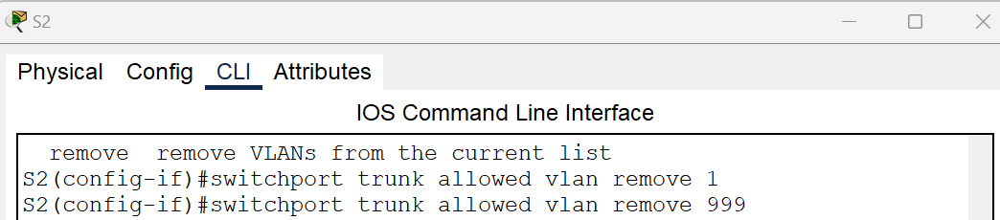 S2
Physical Config CLI Attributes
IOS Command Line Interface
remove  remove VLANs from the current list
S2(config-if)#switchport trunk allowed vlan remove 1
S2(config-if)#switchport trunk allowed vlan remove 999